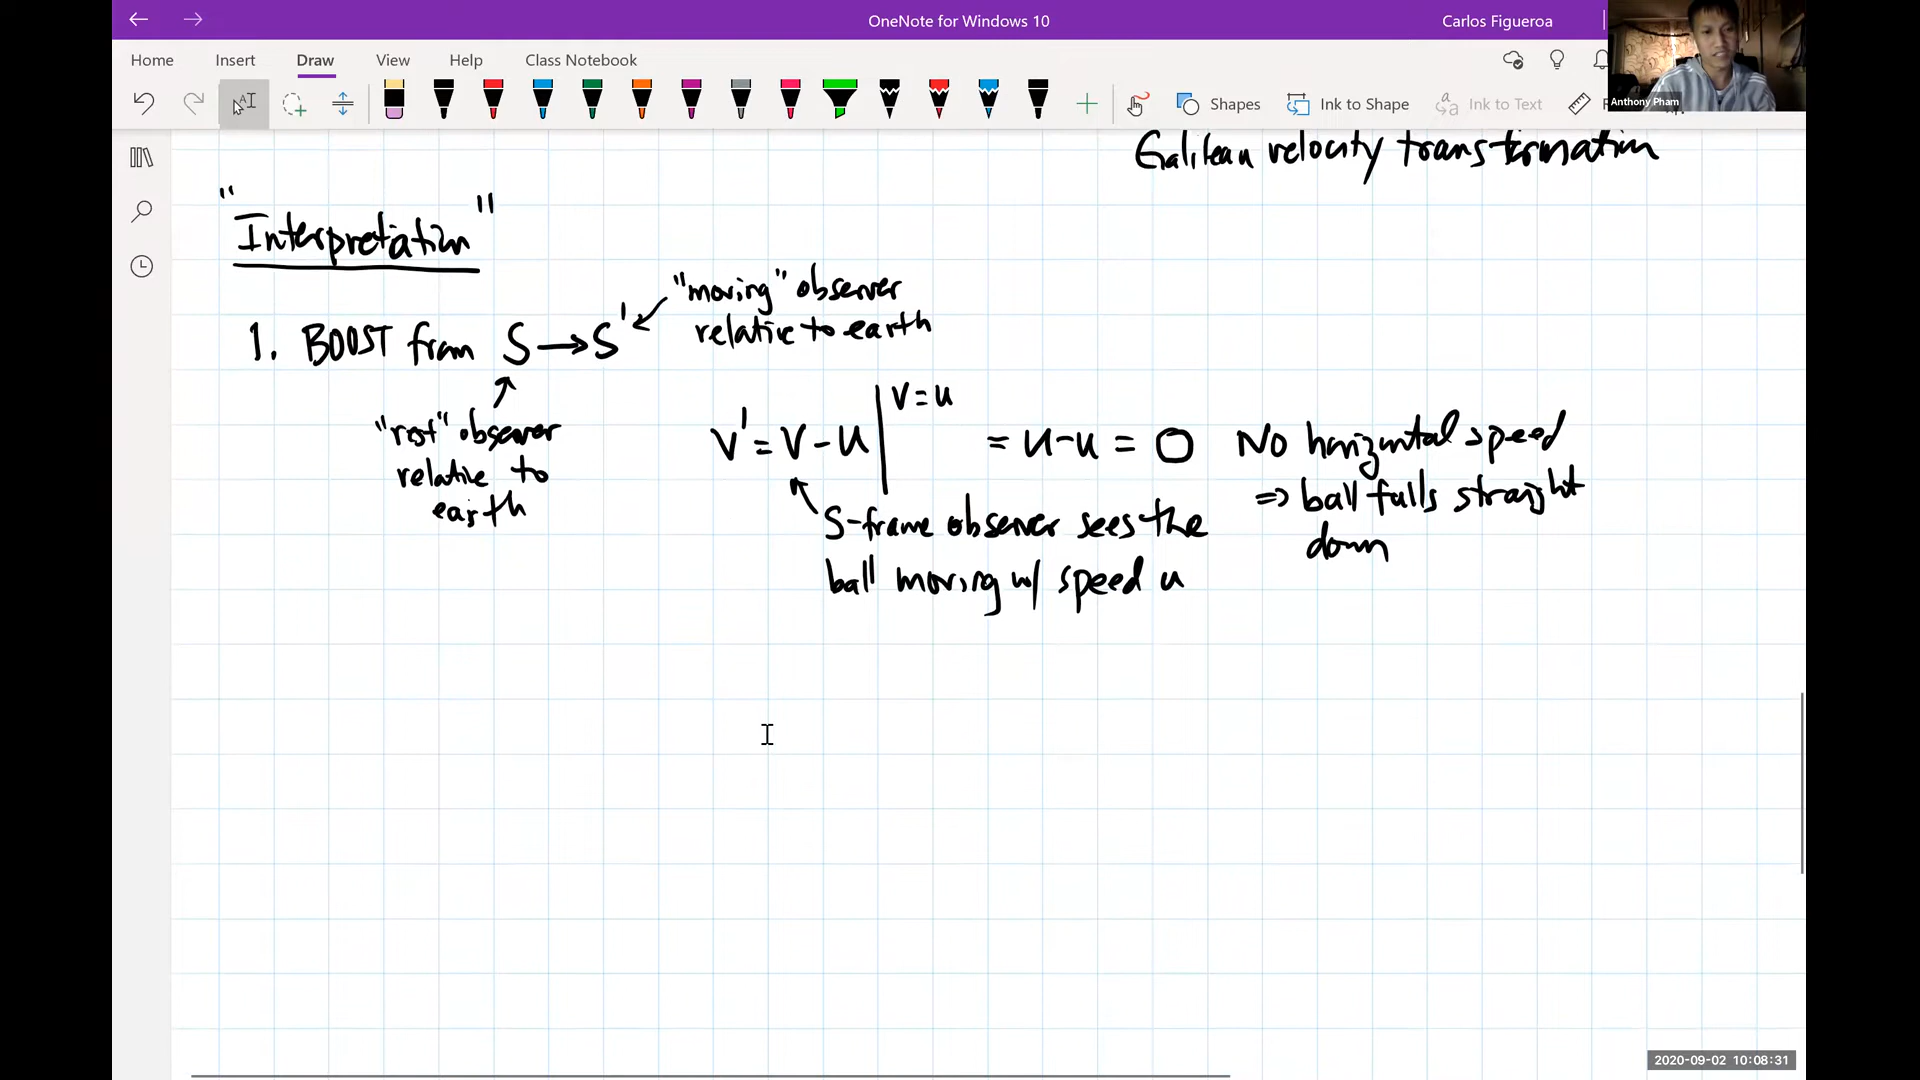 OneNote for Windows 10
Carlos Figueroa
Home Insert Draw View Help Class Notebook
Shapes Ink to Shape Ink to Text
Anthony Pham
Galilean velocity transformation
"Interpretation"
"moving" observer
relative to earth
1. BOOST from S → S'
"rest" observer
relative to
earth
V' = V - u | V = u = u - u = 0 No horizontal speed
⇒ ball falls straight
down
S-frame observer sees the
ball moving w/ speed u
2020-09-02 10:08:31